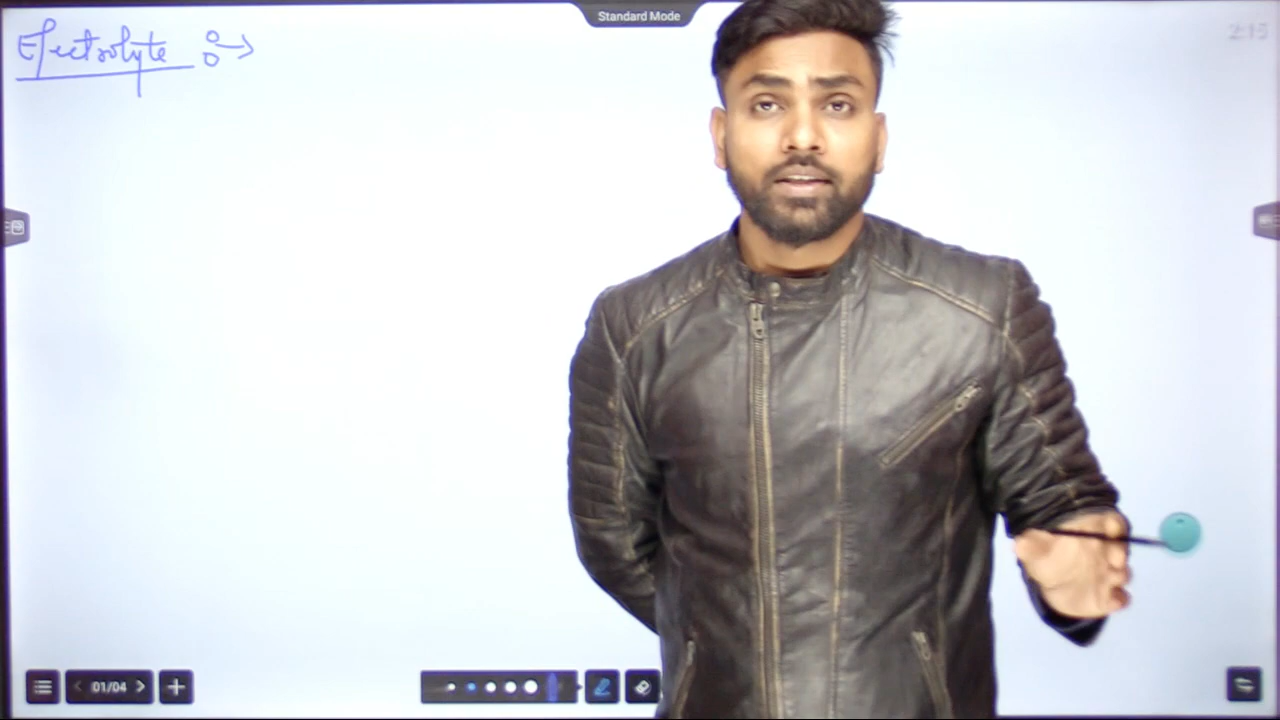 Standard Mode
Electrolyte :→
2:15
01/04